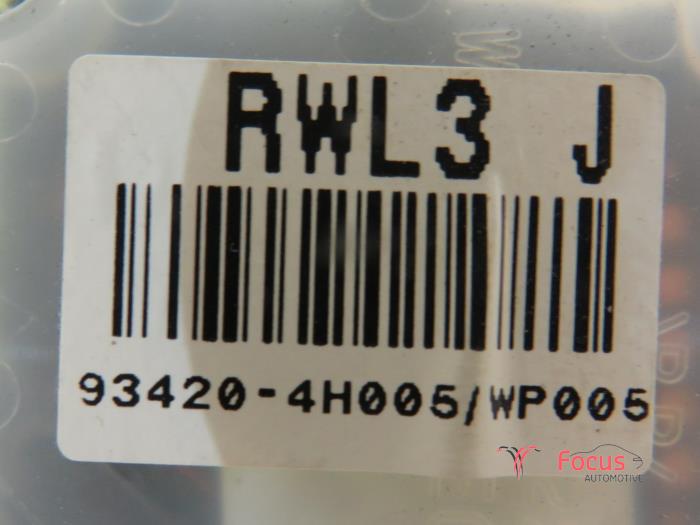 RWL3 J
93420-4H005/WP005
Focus
AUTOMOTIVE